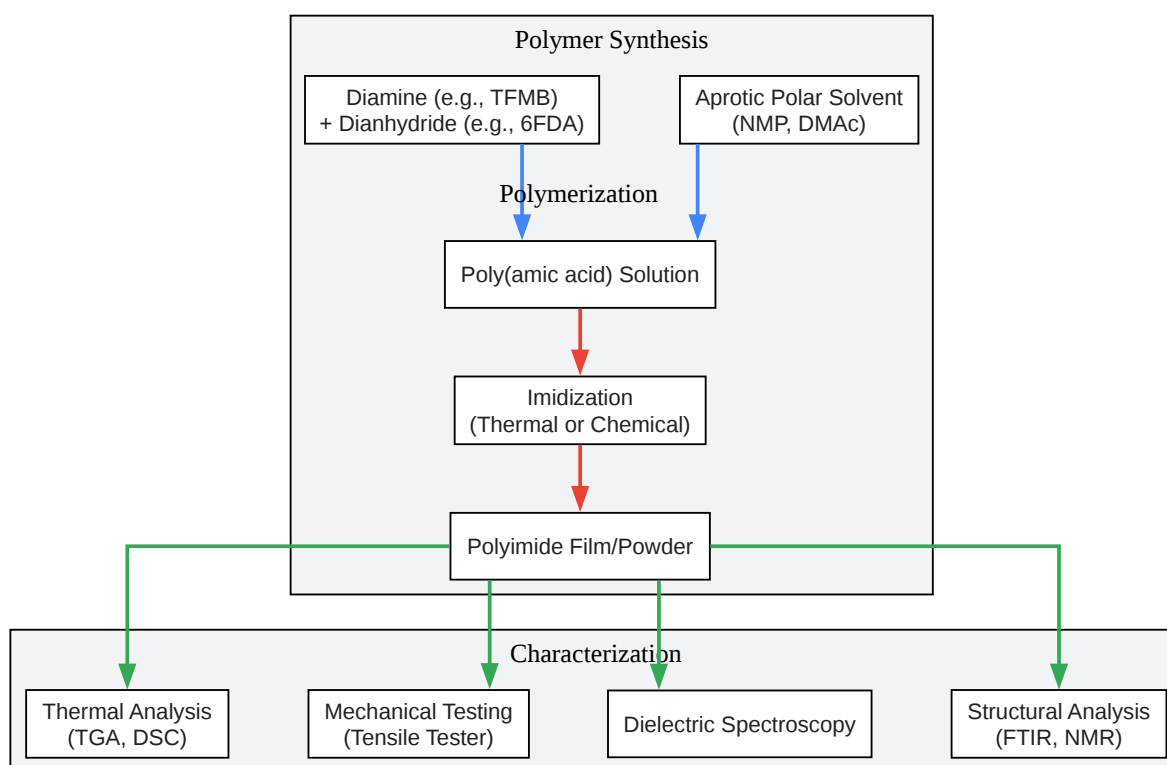 Polymer Synthesis
Diamine (e.g., TFMB)
+ Dianhydride (e.g., 6FDA)
Aprotic Polar Solvent
(NMP, DMAc)
Polymerization
Poly(amic acid) Solution
Imidization
(Thermal or Chemical)
Polyimide Film/Powder
Characterization
Thermal Analysis
(TGA, DSC)
Mechanical Testing
(Tensile Tester)
Dielectric Spectroscopy
Structural Analysis
(FTIR, NMR)